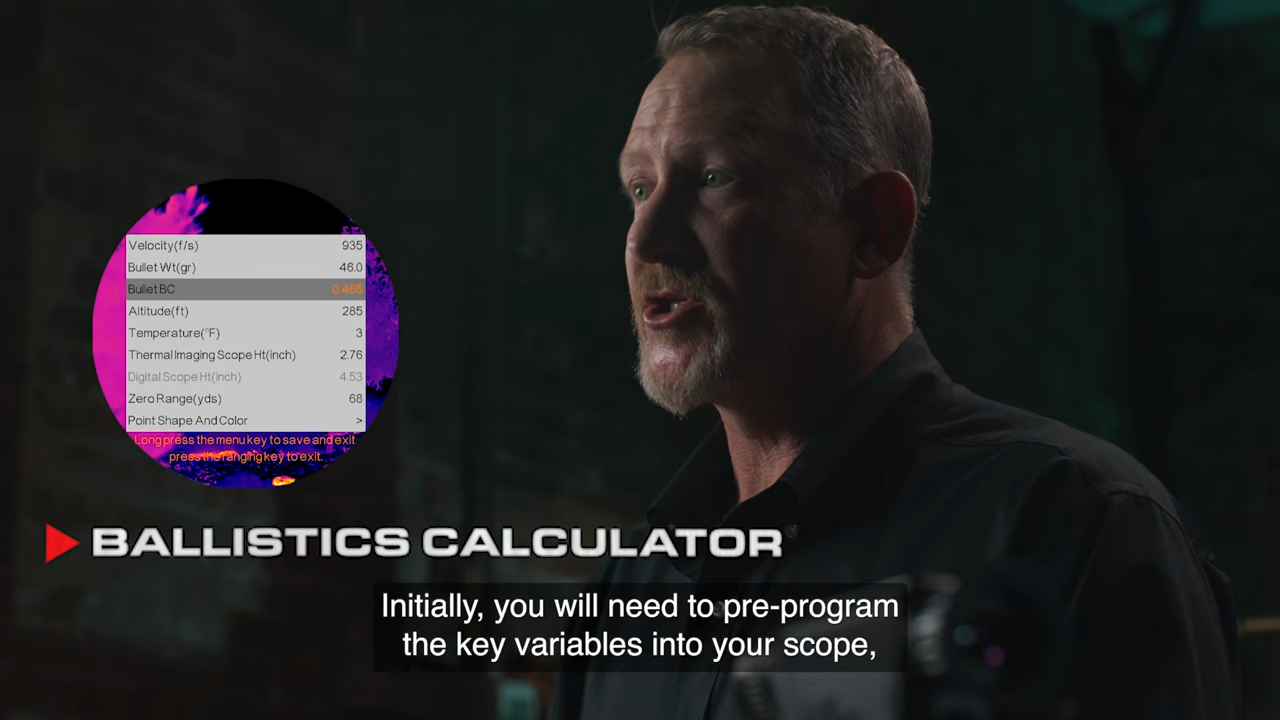 Velocity(f/s) 935
Bullet Wt(gr) 46.0
Bullet BC 0.465
Altitude(ft) 285
Temperature(°F) 3
Thermal Imaging Scope Ht(inch) 2.76
Digital Scope Ht(inch) 4.53
Zero Range(yds) 68
Point Shape And Color >
Long press the menu key to save and exit
press the ranging key to exit.
BALLISTICS CALCULATOR
Initially, you will need to pre-program
the key variables into your scope,